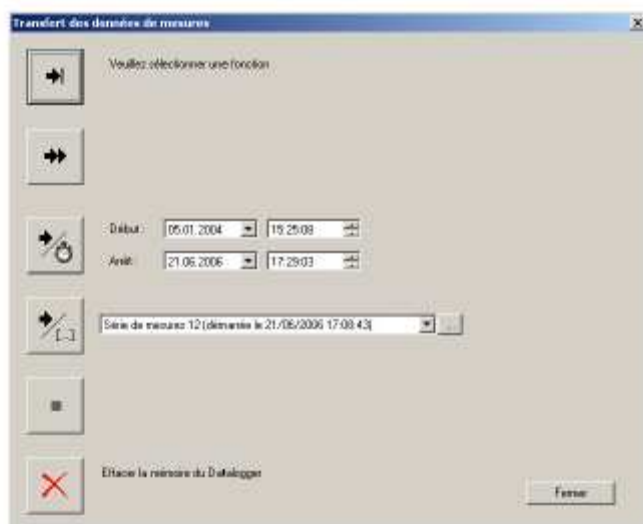 Transfert des données de mesures
Veuillez sélectionner une fonction
Début: 05.01.2004 15:25:08
Arrêt: 21.06.2006 17:29:03
Série de mesures 12 (démarrée le 21/06/2006 17:08:43)
...
Effacer la mémoire du Datalogger
Fermer